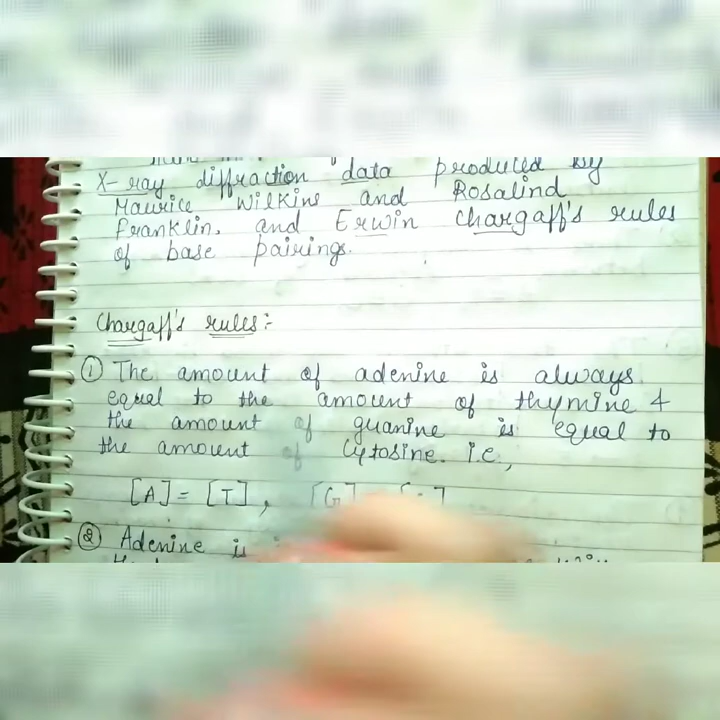 X-ray diffraction data produced by
Maurice Wilkins and Rosalind
Franklin, and Erwin Chargaff's rules
of base pairings.
Chargaff's rules:-
① The amount of adenine is always
equal to the amount of thymine &
the amount of guanine is equal to
the amount of Cytosine. i.e,
[A] = [T], [G]
② Adenine is